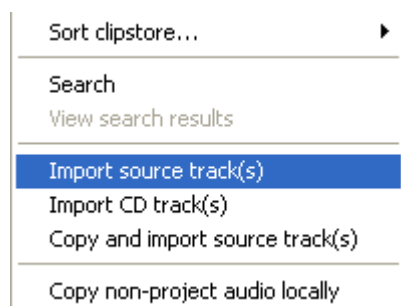 Sort clipstore...
Search
View search results
Import source track(s)
Import CD track(s)
Copy and import source track(s)
Copy non-project audio locally